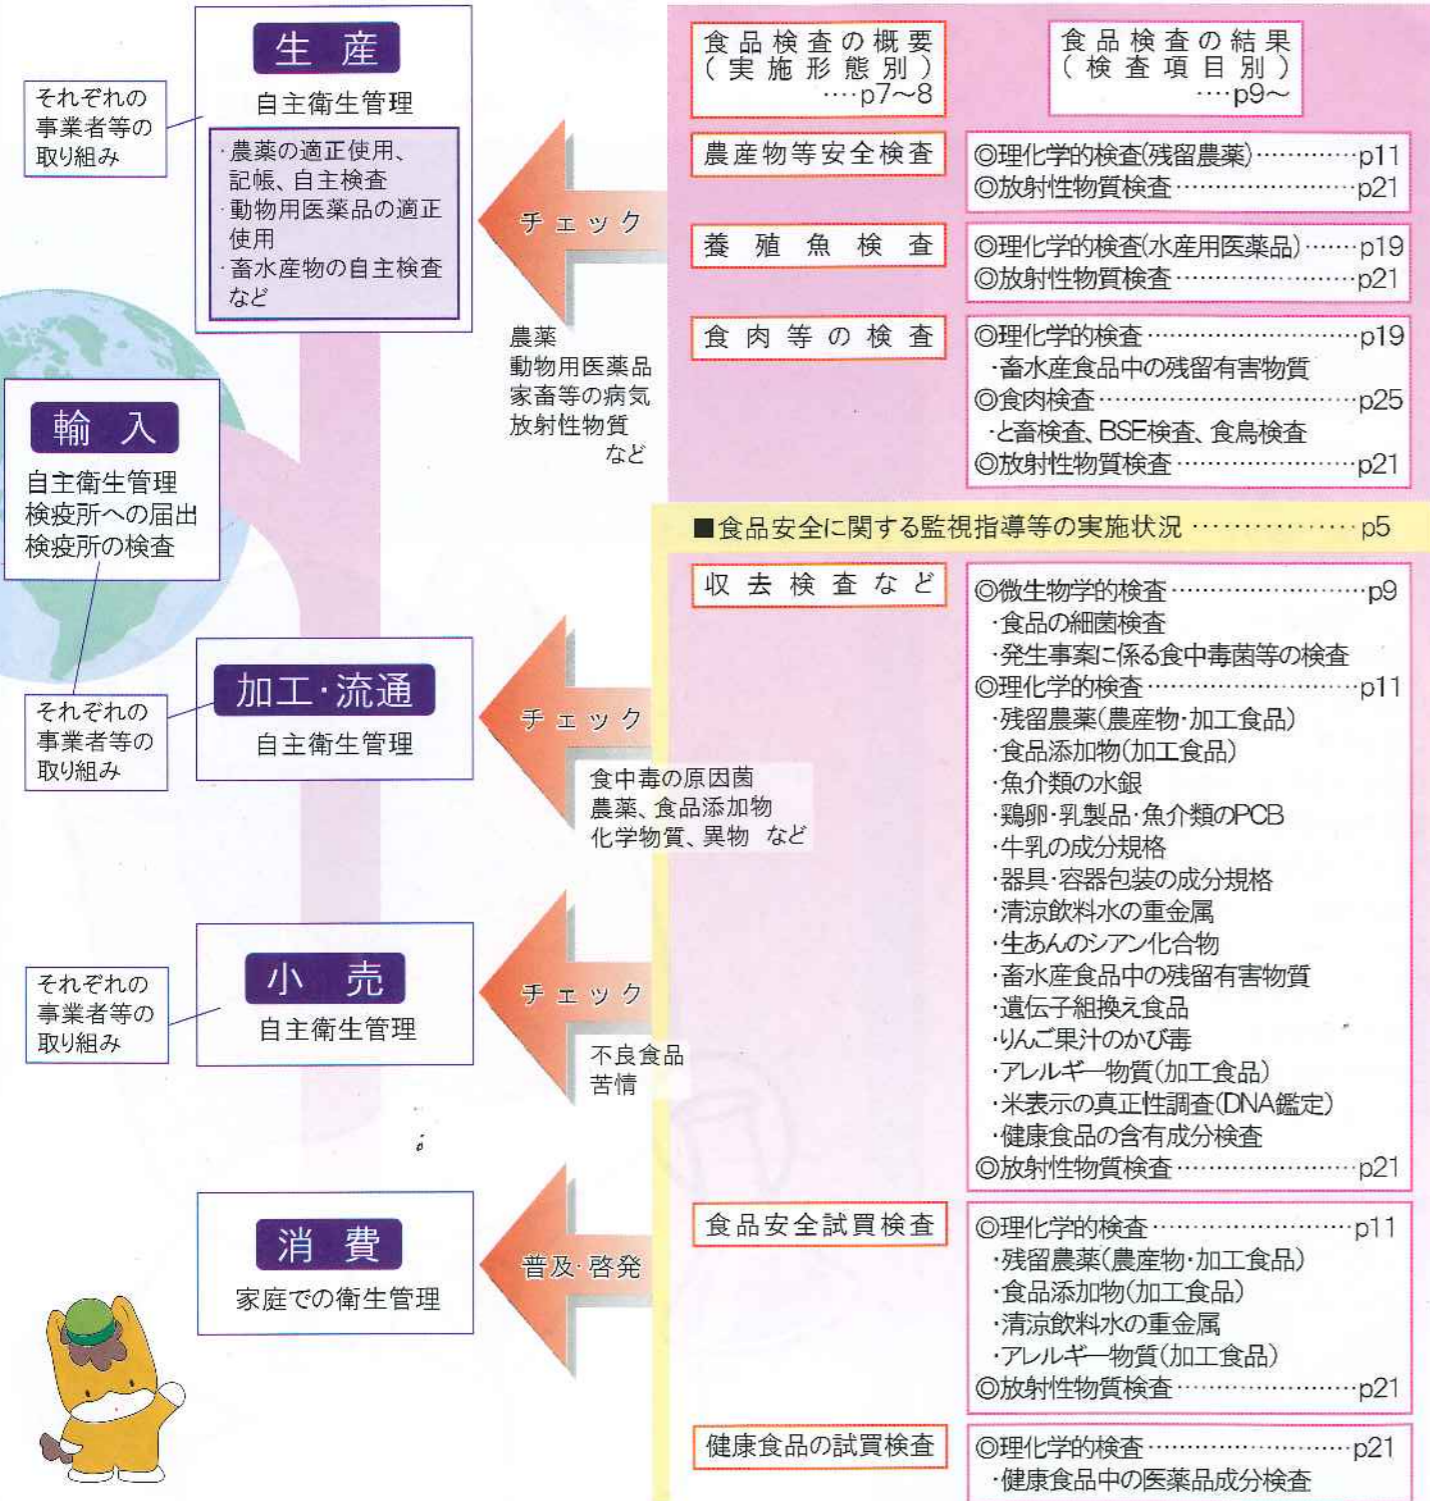 生産
自主衛生管理
それぞれの
事業者等の
取り組み
・農薬の適正使用、
記帳、自主検査
・動物用医薬品の適正
使用
・畜水産物の自主検査
など
チェック
農薬
動物用医薬品
家畜等の病気
放射性物質
など
輸入
自主衛生管理
検疫所への届出
検疫所の検査
それぞれの
事業者等の
取り組み
加工・流通
自主衛生管理
チェック
食中毒の原因菌
農薬、食品添加物
化学物質、異物 など
それぞれの
事業者等の
取り組み
小売
自主衛生管理
チェック
不良食品
苦情
消費
家庭での衛生管理
普及・啓発
食品検査の概要
(実施形態別)
‥‥p7～8
食品検査の結果
(検査項目別)
‥‥p9～
農産物等安全検査
◎理化学的検査(残留農薬)‥‥‥‥‥p11
◎放射性物質検査‥‥‥‥‥‥‥‥p21
養殖魚検査
◎理化学的検査(水産用医薬品)‥‥‥p19
◎放射性物質検査‥‥‥‥‥‥‥‥p21
食肉等の検査
◎理化学的検査‥‥‥‥‥‥‥‥‥p19
・畜水産食品中の残留有害物質
◎食肉検査‥‥‥‥‥‥‥‥‥‥‥p25
・と畜検査、BSE検査、食鳥検査
◎放射性物質検査‥‥‥‥‥‥‥‥p21
■食品安全に関する監視指導等の実施状況‥‥‥‥‥‥‥p5
収去検査など
◎微生物学的検査‥‥‥‥‥‥‥‥p9
・食品の細菌検査
・発生事案に係る食中毒菌等の検査
◎理化学的検査‥‥‥‥‥‥‥‥‥p11
・残留農薬(農産物・加工食品)
・食品添加物(加工食品)
・魚介類の水銀
・鶏卵・乳製品・魚介類のPCB
・牛乳の成分規格
・器具・容器包装の成分規格
・清涼飲料水の重金属
・生あんのシアン化合物
・畜水産食品中の残留有害物質
・遺伝子組換え食品
・りんご果汁のかび毒
・アレルギー物質(加工食品)
・米表示の真正性調査(DNA鑑定)
・健康食品の含有成分検査
◎放射性物質検査‥‥‥‥‥‥‥‥p21
食品安全試買検査
◎理化学的検査‥‥‥‥‥‥‥‥‥p11
・残留農薬(農産物・加工食品)
・食品添加物(加工食品)
・清涼飲料水の重金属
・アレルギー物質(加工食品)
◎放射性物質検査‥‥‥‥‥‥‥‥p21
健康食品の試買検査
◎理化学的検査‥‥‥‥‥‥‥‥‥p21
・健康食品中の医薬品成分検査